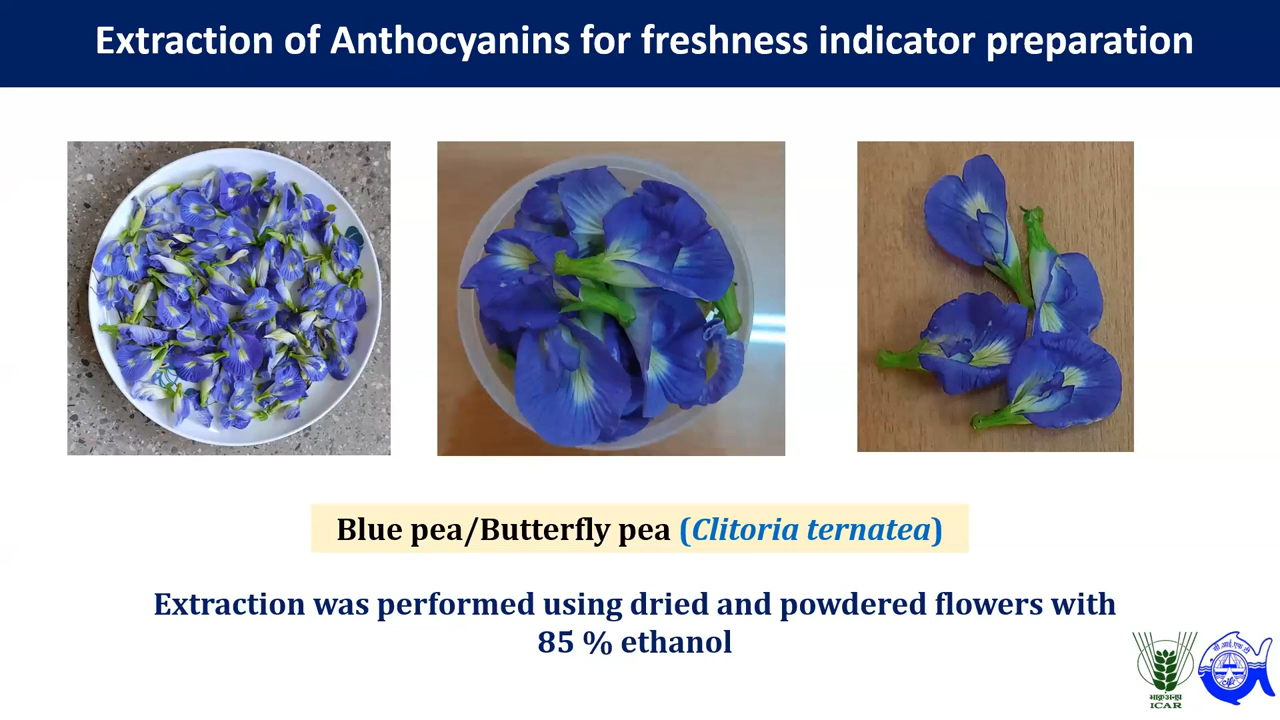 Extraction of Anthocyanins for freshness indicator preparation
Blue pea/Butterfly pea (Clitoria ternatea)
Extraction was performed using dried and powdered flowers with
85 % ethanol
ICAR